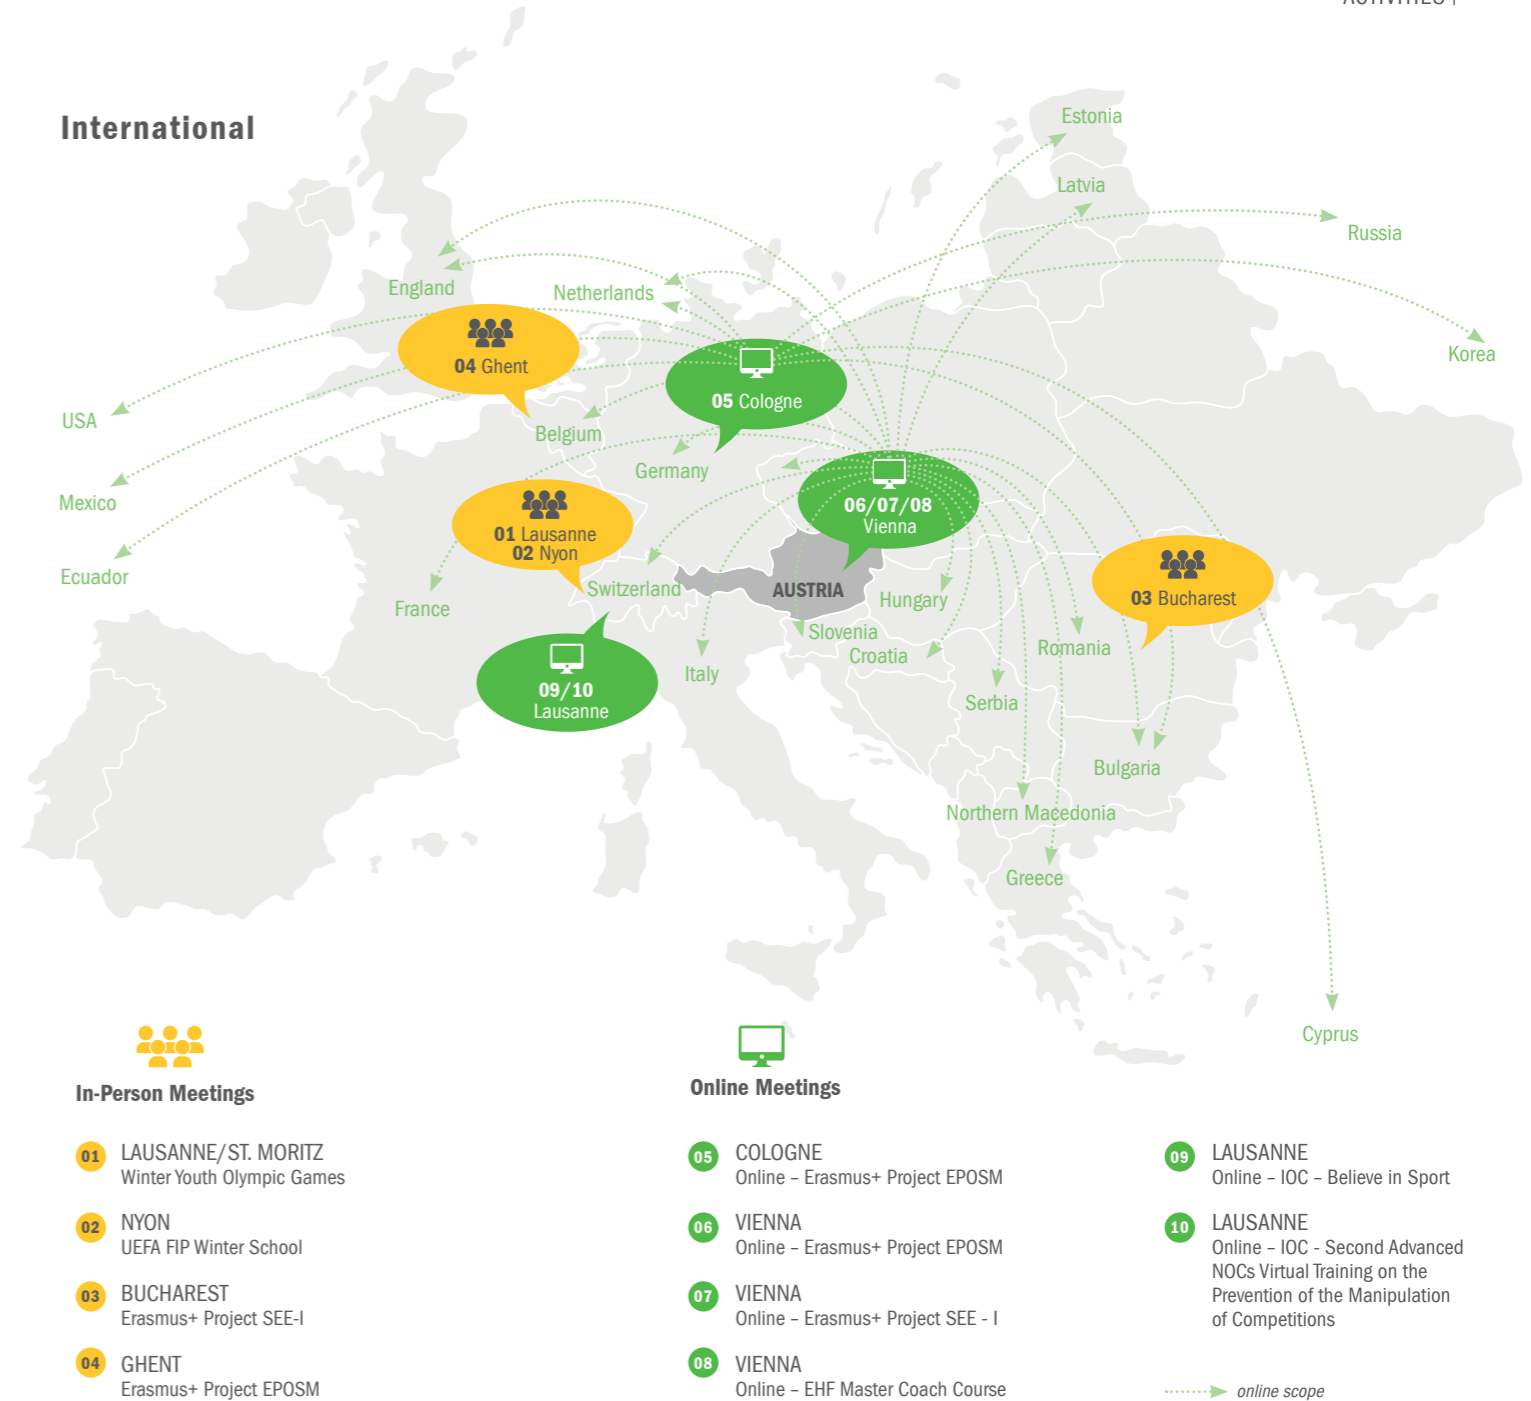 ACTIVITIES |
International
Estonia
Latvia
Russia
England
Netherlands
Korea
04 Ghent
05 Cologne
USA
Belgium
Germany
Mexico
06/07/08
Vienna
01 Lausanne
02 Nyon
Ecuador
France
Switzerland
AUSTRIA
Hungary
03 Bucharest
Slovenia
Croatia
Romania
Italy
09/10
Lausanne
Serbia
Bulgaria
Northern Macedonia
Greece
Cyprus
In-Person Meetings
01 LAUSANNE/ST. MORITZ
Winter Youth Olympic Games
02 NYON
UEFA FIP Winter School
03 BUCHAREST
Erasmus+ Project SEE-I
04 GHENT
Erasmus+ Project EPOSM
Online Meetings
05 COLOGNE
Online – Erasmus+ Project EPOSM
06 VIENNA
Online – Erasmus+ Project EPOSM
07 VIENNA
Online – Erasmus+ Project SEE - I
08 VIENNA
Online – EHF Master Coach Course
09 LAUSANNE
Online – IOC – Believe in Sport
10 LAUSANNE
Online – IOC - Second Advanced
NOCs Virtual Training on the
Prevention of the Manipulation
of Competitions
online scope